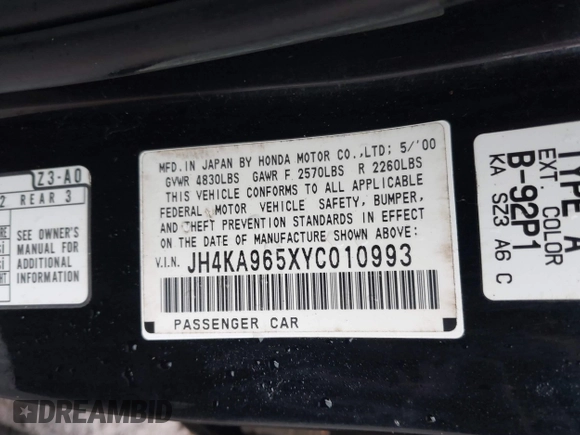 Z3-A0
2 REAR 3
SEE OWNER'S
MANUAL FOR
ADDITIONAL
INFORMATION
MFD. IN JAPAN BY HONDA MOTOR CO.,LTD; 5/'00
GVWR 4830LBS GAWR F 2570LBS R 2260LBS
THIS VEHICLE CONFORMS TO ALL APPLICABLE
FEDERAL MOTOR VEHICLE SAFETY, BUMPER,
AND THEFT PREVENTION STANDARDS IN EFFECT
ON THE DATE OF MANUFACTURE SHOWN ABOVE:
V.I.N. JH4KA965XYC010993
PASSENGER CAR
TYPE A
EXT. COLOR
B-92P1
KA SZ3 A6 C
DREAMBID